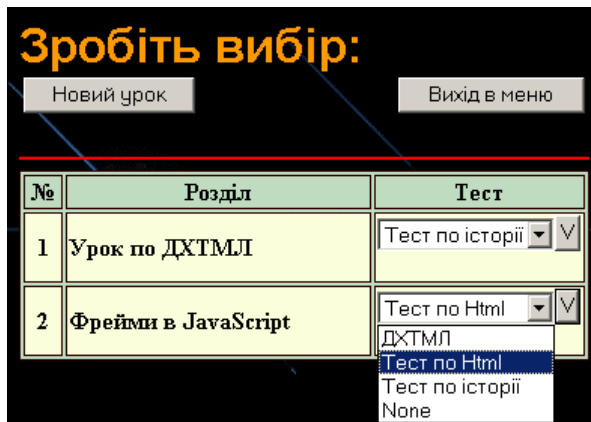 Зробіть вибір:
Новий урок Вихід в меню
№ Розділ Тест
1 Урок по ДХТМЛ Тест по історії V
2 Фрейми в JavaScript Тест по Html V
ДХТМЛ
Тест по Html
Тест по історії
None